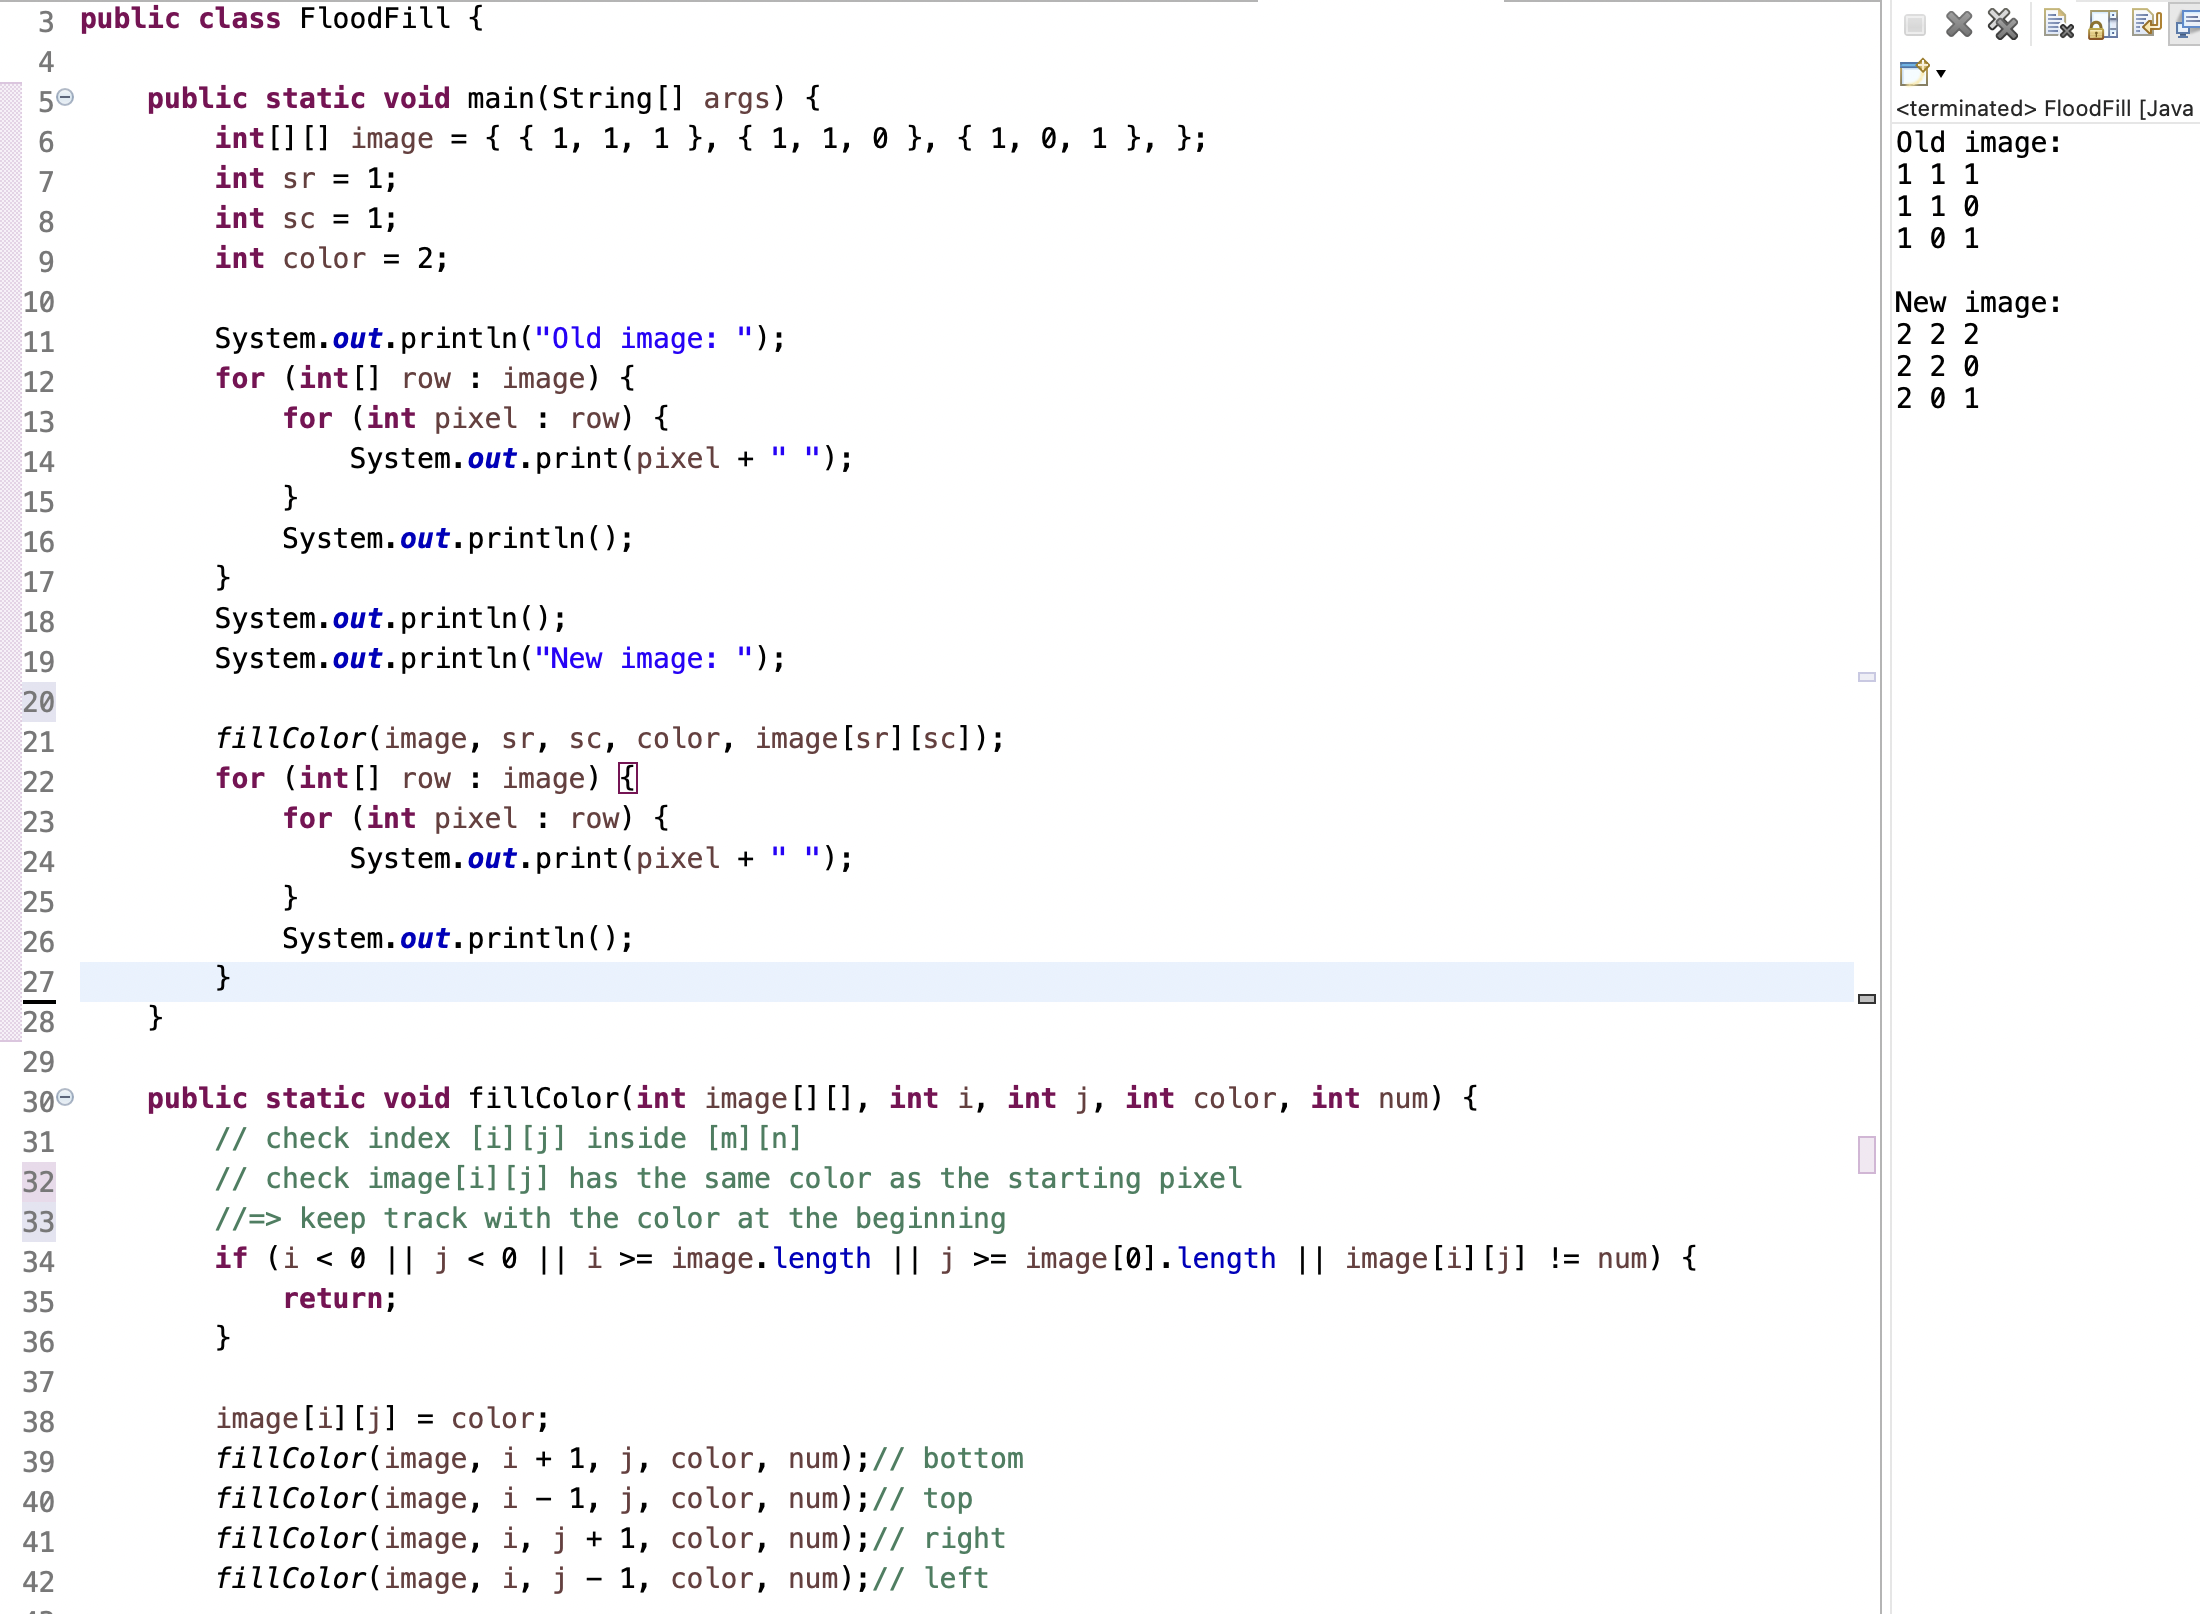 3 public class FloodFill {
4
5     public static void main(String[] args) {
6         int[][] image = { { 1, 1, 1 }, { 1, 1, 0 }, { 1, 0, 1 }, };
7         int sr = 1;
8         int sc = 1;
9         int color = 2;
10
11         System.out.println("Old image: ");
12         for (int[] row : image) {
13             for (int pixel : row) {
14                 System.out.print(pixel + " ");
15             }
16             System.out.println();
17         }
18         System.out.println();
19         System.out.println("New image: ");
20
21         fillColor(image, sr, sc, color, image[sr][sc]);
22         for (int[] row : image) {
23             for (int pixel : row) {
24                 System.out.print(pixel + " ");
25             }
26             System.out.println();
27         }
28     }
29
30     public static void fillColor(int image[][], int i, int j, int color, int num) {
31         // check index [i][j] inside [m][n]
32         // check image[i][j] has the same color as the starting pixel
33         //=> keep track with the color at the beginning
34         if (i < 0 || j < 0 || i >= image.length || j >= image[0].length || image[i][j] != num) {
35             return;
36         }
37
38         image[i][j] = color;
39         fillColor(image, i + 1, j, color, num);// bottom
40         fillColor(image, i - 1, j, color, num);// top
41         fillColor(image, i, j + 1, color, num);// right
42         fillColor(image, i, j - 1, color, num);// left
<terminated> FloodFill [Java
Old image:
1 1 1
1 1 0
1 0 1

New image:
2 2 2
2 2 0
2 0 1